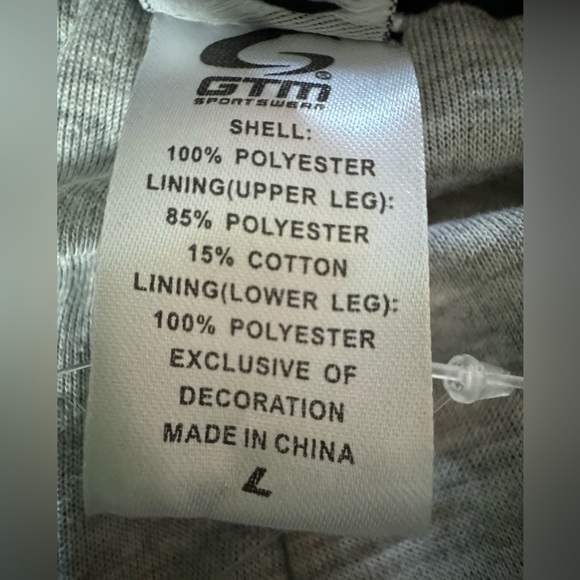 GTM®
SPORTSWEAR
SHELL:
100% POLYESTER
LINING(UPPER LEG):
85% POLYESTER
15% COTTON
LINING(LOWER LEG):
100% POLYESTER
EXCLUSIVE OF
DECORATION
MADE IN CHINA
L